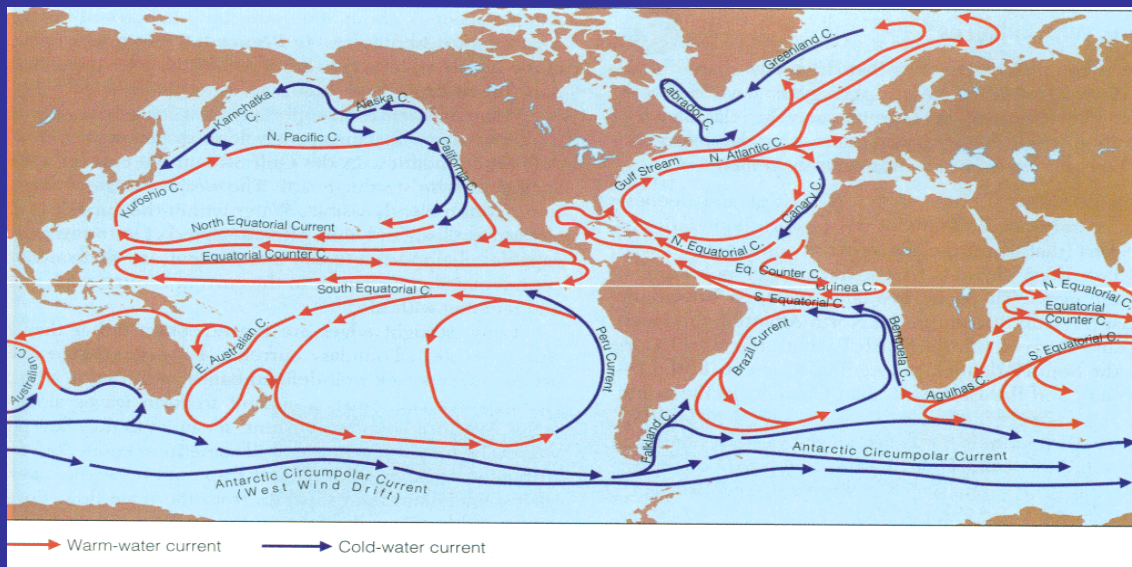 Greenland C.
Labrador C.
Kamchatka
C.
Alaska C.
N. Pacific C.
California C.
Kuroshio C.
Gulf Stream
N. Atlantic C.
Canary C.
North Equatorial Current
N. Equatorial C.
Equatorial Counter C.
Eq. Counter C.
Guinea C.
South Equatorial C.
S. Equatorial C.
N. Equatorial C.
Equatorial
Counter C.
S. Equatorial C.
E. Australian C.
Peru Current
Brazil Current
Benguela C.
Agulhas C.
Australian C.
Falkland C.
Antarctic Circumpolar Current
(West Wind Drift)
Antarctic Circumpolar Current
Warm-water current
Cold-water current